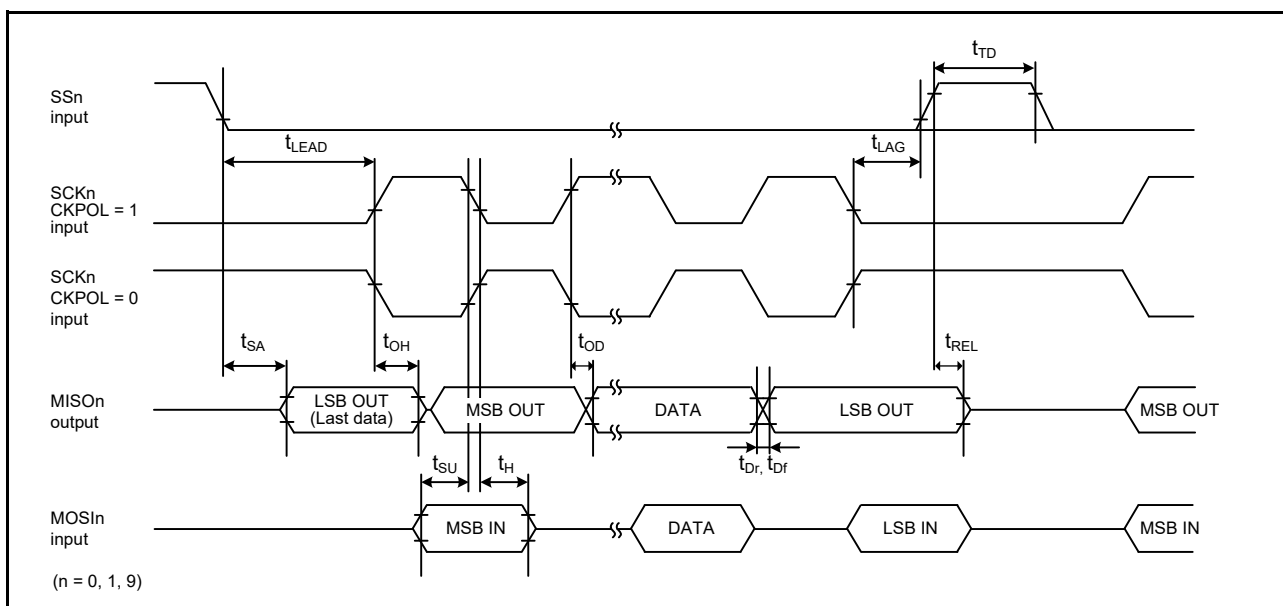 tTD
SSn
input
tLEAD
tLAG
SCKn
CKPOL = 1
input
SCKn
CKPOL = 0
input
tSA
tOH
tOD
tREL
MISOn
output
LSB OUT
(Last data)
MSB OUT
DATA
LSB OUT
MSB OUT
tSU
tH
tDr, tDf
MOSIn
input
MSB IN
DATA
LSB IN
MSB IN
(n = 0, 1, 9)